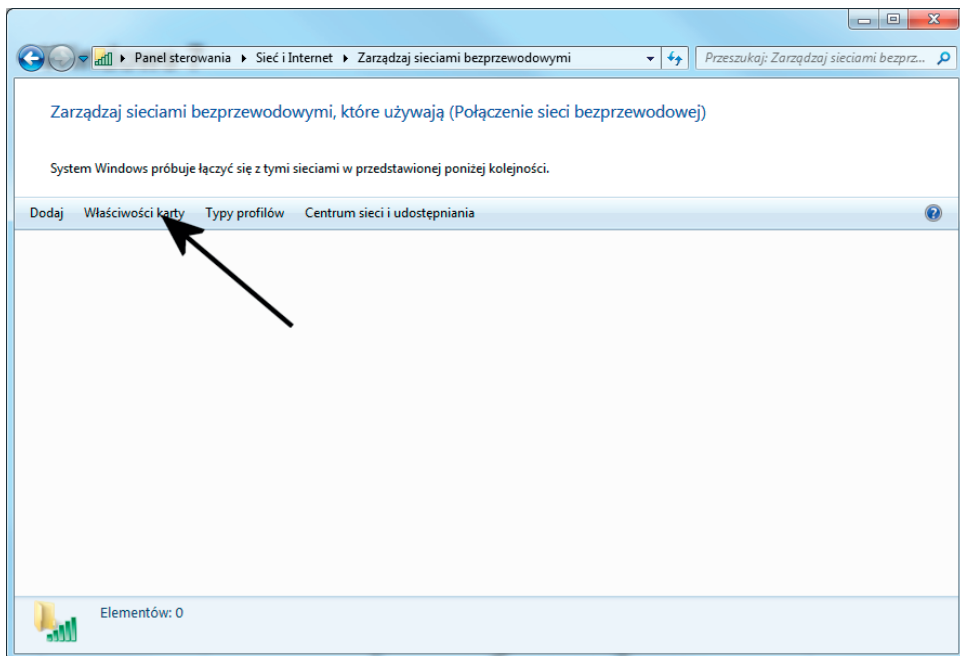 Panel sterowania Sieć i Internet Zarządzaj sieciami bezprzewodowymi Przeszukaj: Zarządzaj sieciami bezprz...
Zarządzaj sieciami bezprzewodowymi, które używają (Połączenie sieci bezprzewodowej)
System Windows próbuje łączyć się z tymi sieciami w przedstawionej poniżej kolejności.
Dodaj Właściwości karty Typy profilów Centrum sieci i udostępniania
Elementów: 0